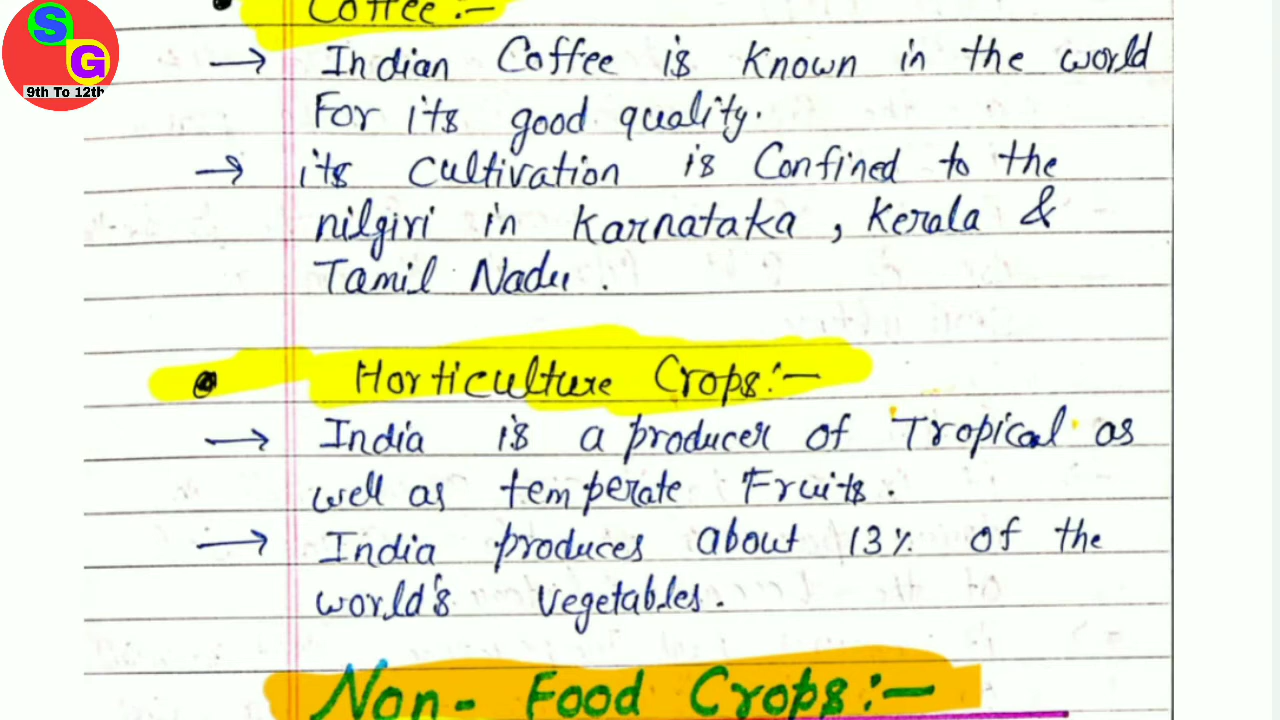 SG
9th To 12th
Coffee :-
→ Indian Coffee is known in the world
For its good quality.
→ its cultivation is Confined to the
nilgiri in Karnataka, Kerala &
Tamil Nadu.
• Horticulture Crops:-
→ India is a producer of Tropical as
well as temperate Fruits.
→ India produces about 13% of the
world's vegetables.
Non- Food Crops:-